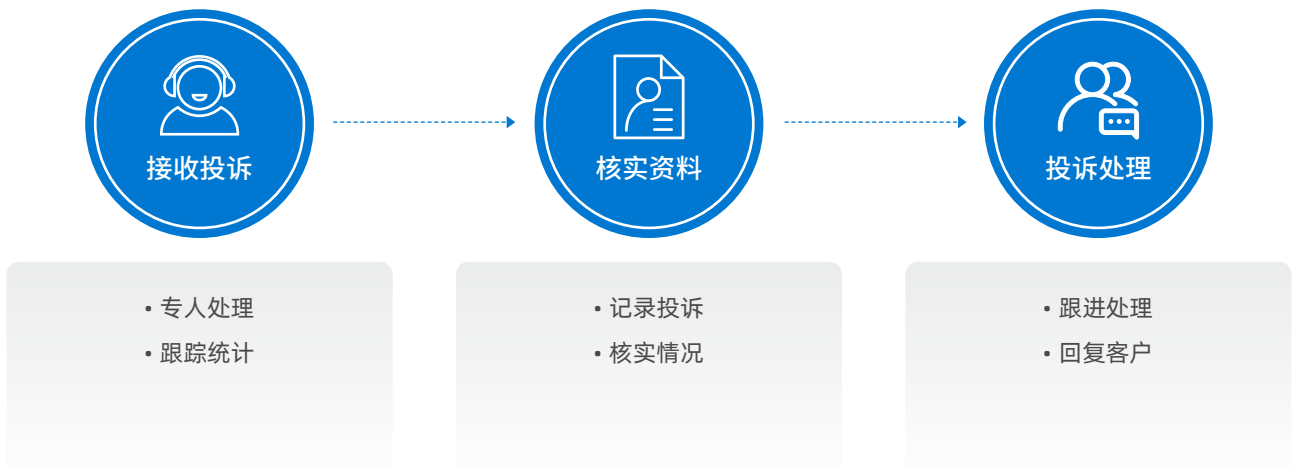 接收投诉
核实资料
投诉处理
• 专人处理
• 跟踪统计
• 记录投诉
• 核实情况
• 跟进处理
• 回复客户